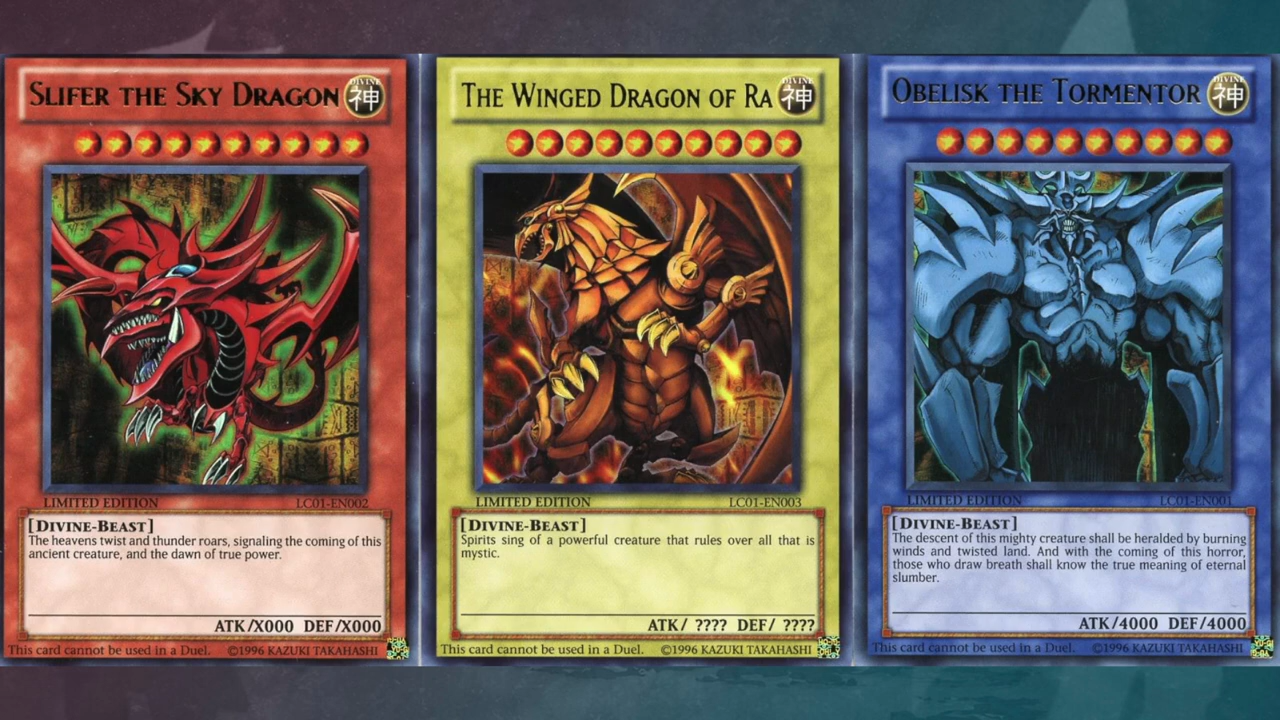 SLIFER THE SKY DRAGON
DIVINE
神
LIMITED EDITION LC01-EN002
[DIVINE-BEAST]
The heavens twist and thunder roars, signaling the coming of this
ancient creature, and the dawn of true power.
ATK/X000 DEF/X000
This card cannot be used in a Duel. ©1996 KAZUKI TAKAHASHI
THE WINGED DRAGON OF RA
DIVINE
神
LIMITED EDITION LC01-EN003
[DIVINE-BEAST]
Spirits sing of a powerful creature that rules over all that is
mystic.
ATK/ ???? DEF/ ????
This card cannot be used in a Duel. ©1996 KAZUKI TAKAHASHI
OBELISK THE TORMENTOR
DIVINE
神
LIMITED EDITION LC01-EN001
[DIVINE-BEAST]
The descent of this mighty creature shall be heralded by burning
winds and twisted land. And with the coming of this horror,
those who draw breath shall know the true meaning of eternal
slumber.
ATK/4000 DEF/4000
This card cannot be used in a Duel. ©1996 KAZUKI TAKAHASHI